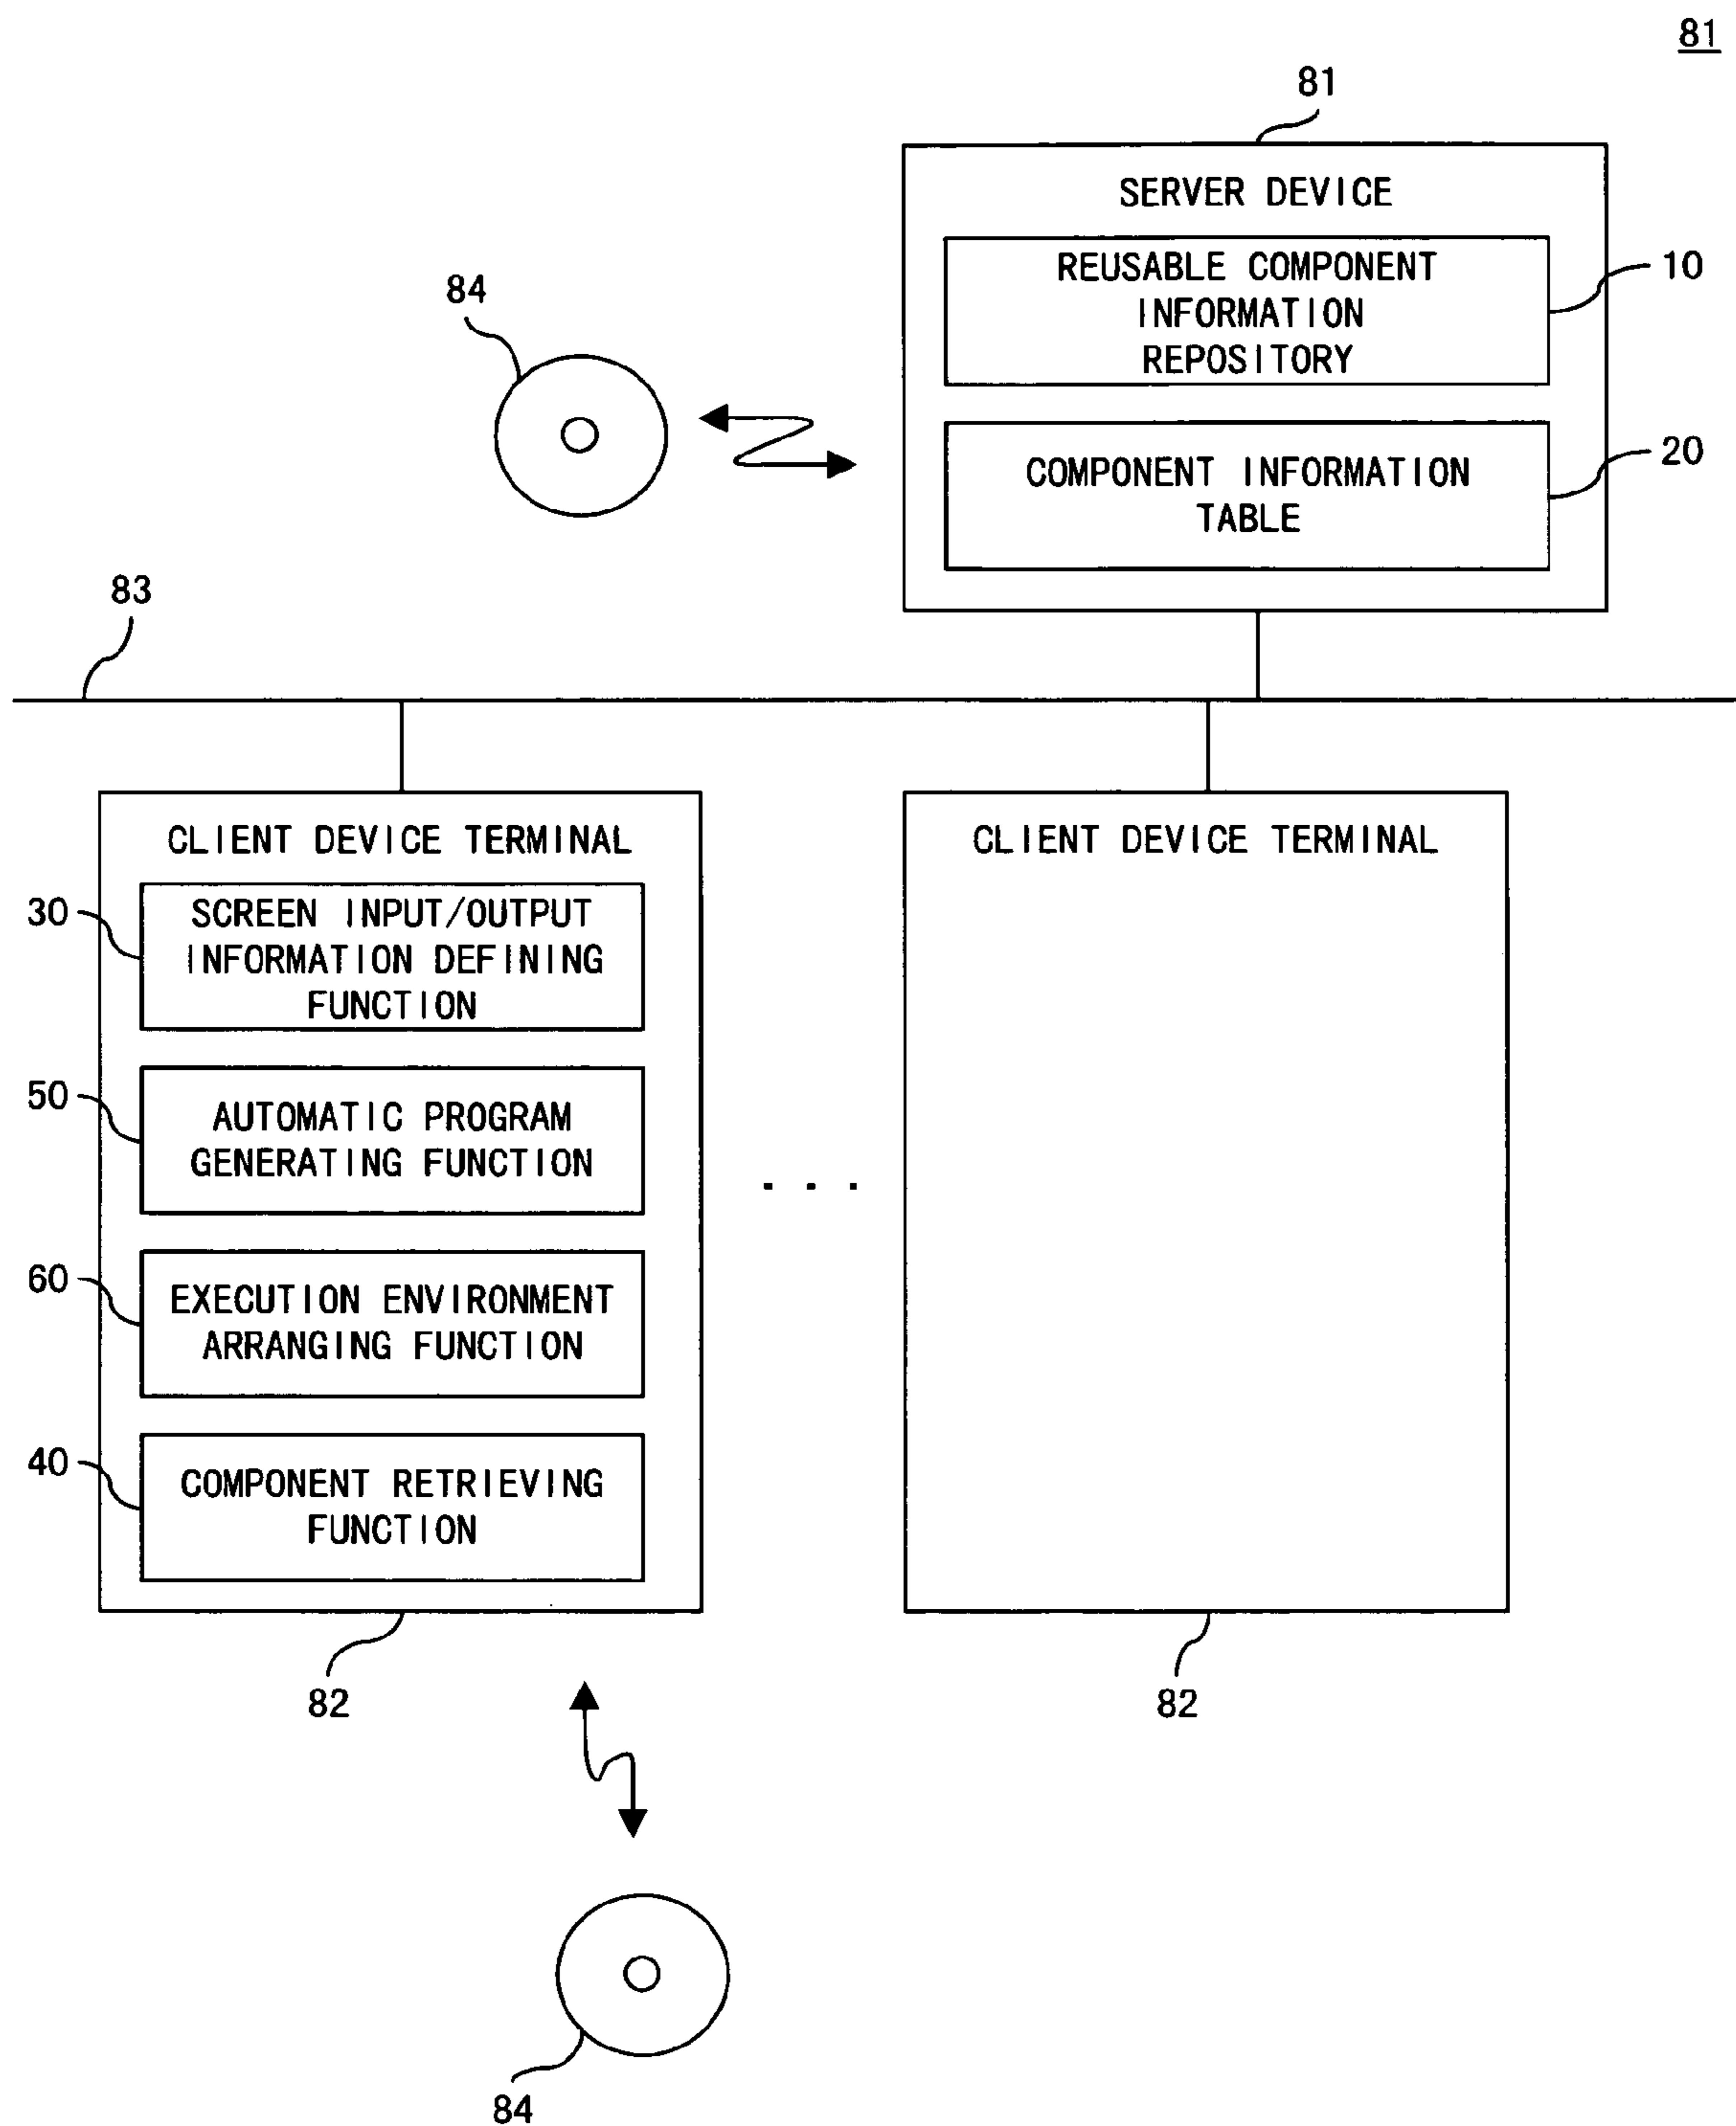 81
81
SERVER DEVICE
REUSABLE COMPONENT
INFORMATION
REPOSITORY
10
84
COMPONENT INFORMATION
TABLE
20
83
CLIENT DEVICE TERMINAL
CLIENT DEVICE TERMINAL
30
SCREEN INPUT/OUTPUT
INFORMATION DEFINING
FUNCTION
50
AUTOMATIC PROGRAM
GENERATING FUNCTION
. . .
60
EXECUTION ENVIRONMENT
ARRANGING FUNCTION
40
COMPONENT RETRIEVING
FUNCTION
82
82
84